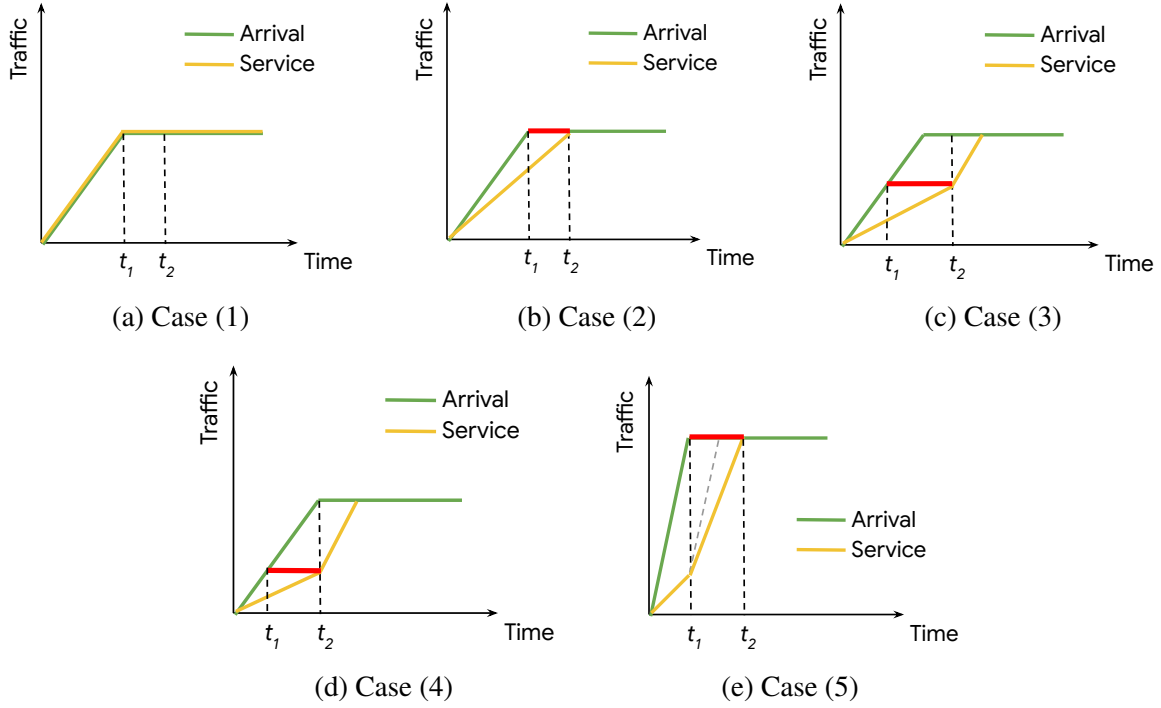 Traffic
Arrival
Service
t1
t2
Time
(a) Case (1)
Traffic
Arrival
Service
t1
t2
Time
(b) Case (2)
Traffic
Arrival
Service
t1
t2
Time
(c) Case (3)
Traffic
Arrival
Service
t1
t2
Time
(d) Case (4)
Traffic
Arrival
Service
t1
t2
Time
(e) Case (5)